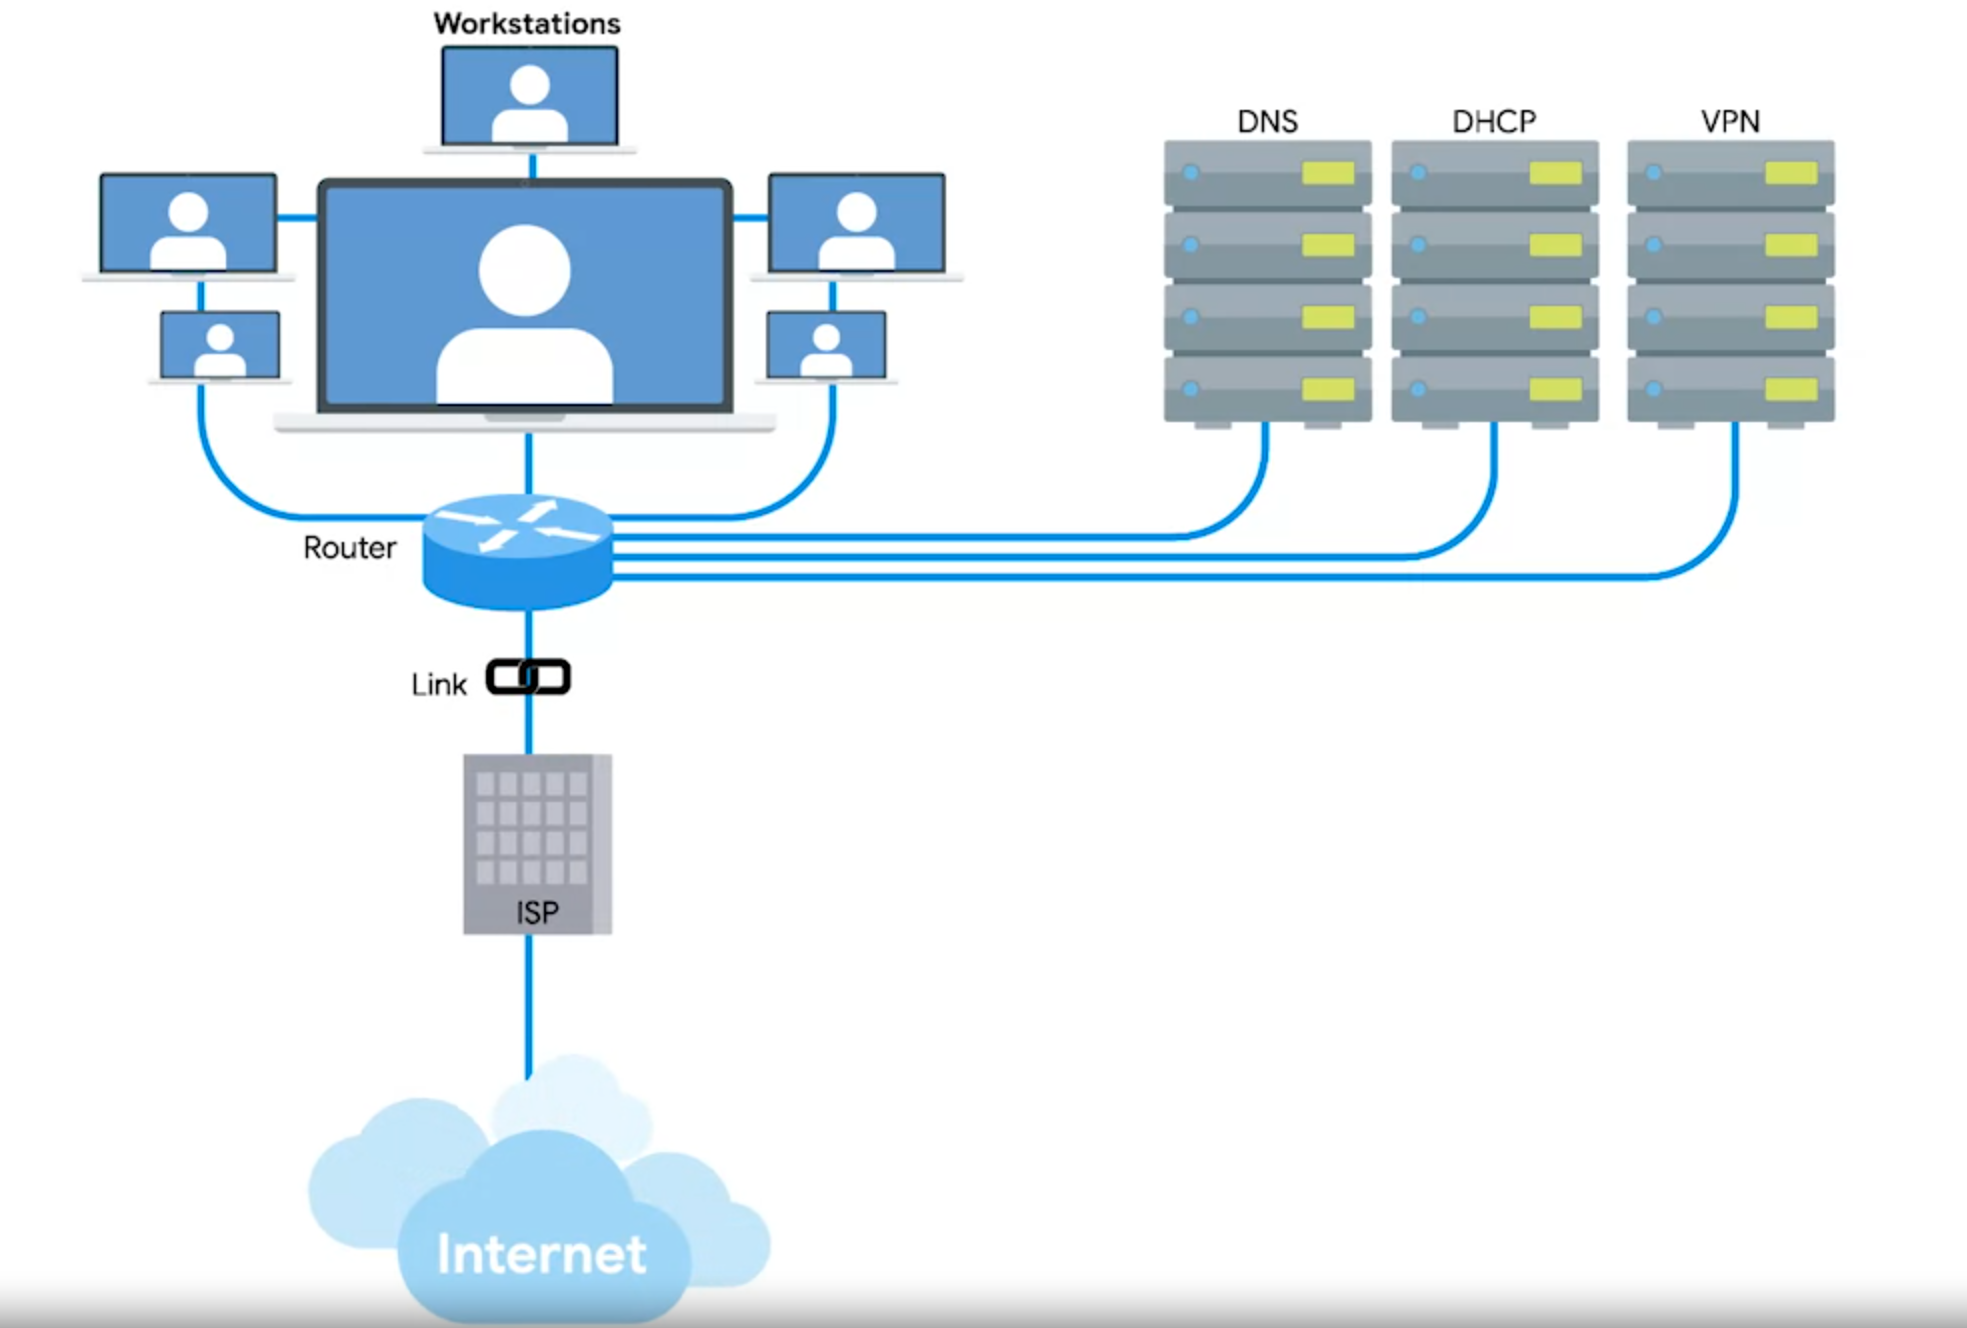 Workstations
DNS
DHCP
VPN
Router
Link
ISP
Internet